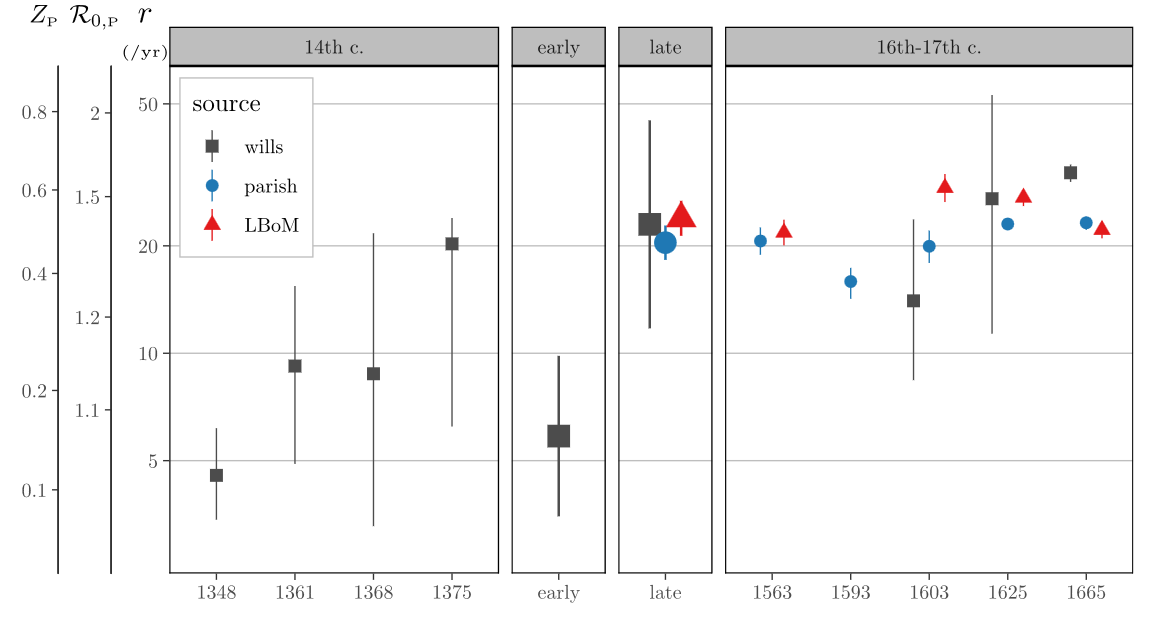 Z_P R_0,P r
(/yr)
14th c. early late 16th-17th c.
source
wills
parish
LBoM
0.8
0.6
0.4
0.2
0.1
2
1.5
1.2
1.1
50
20
10
5
1348 1361 1368 1375 early late 1563 1593 1603 1625 1665